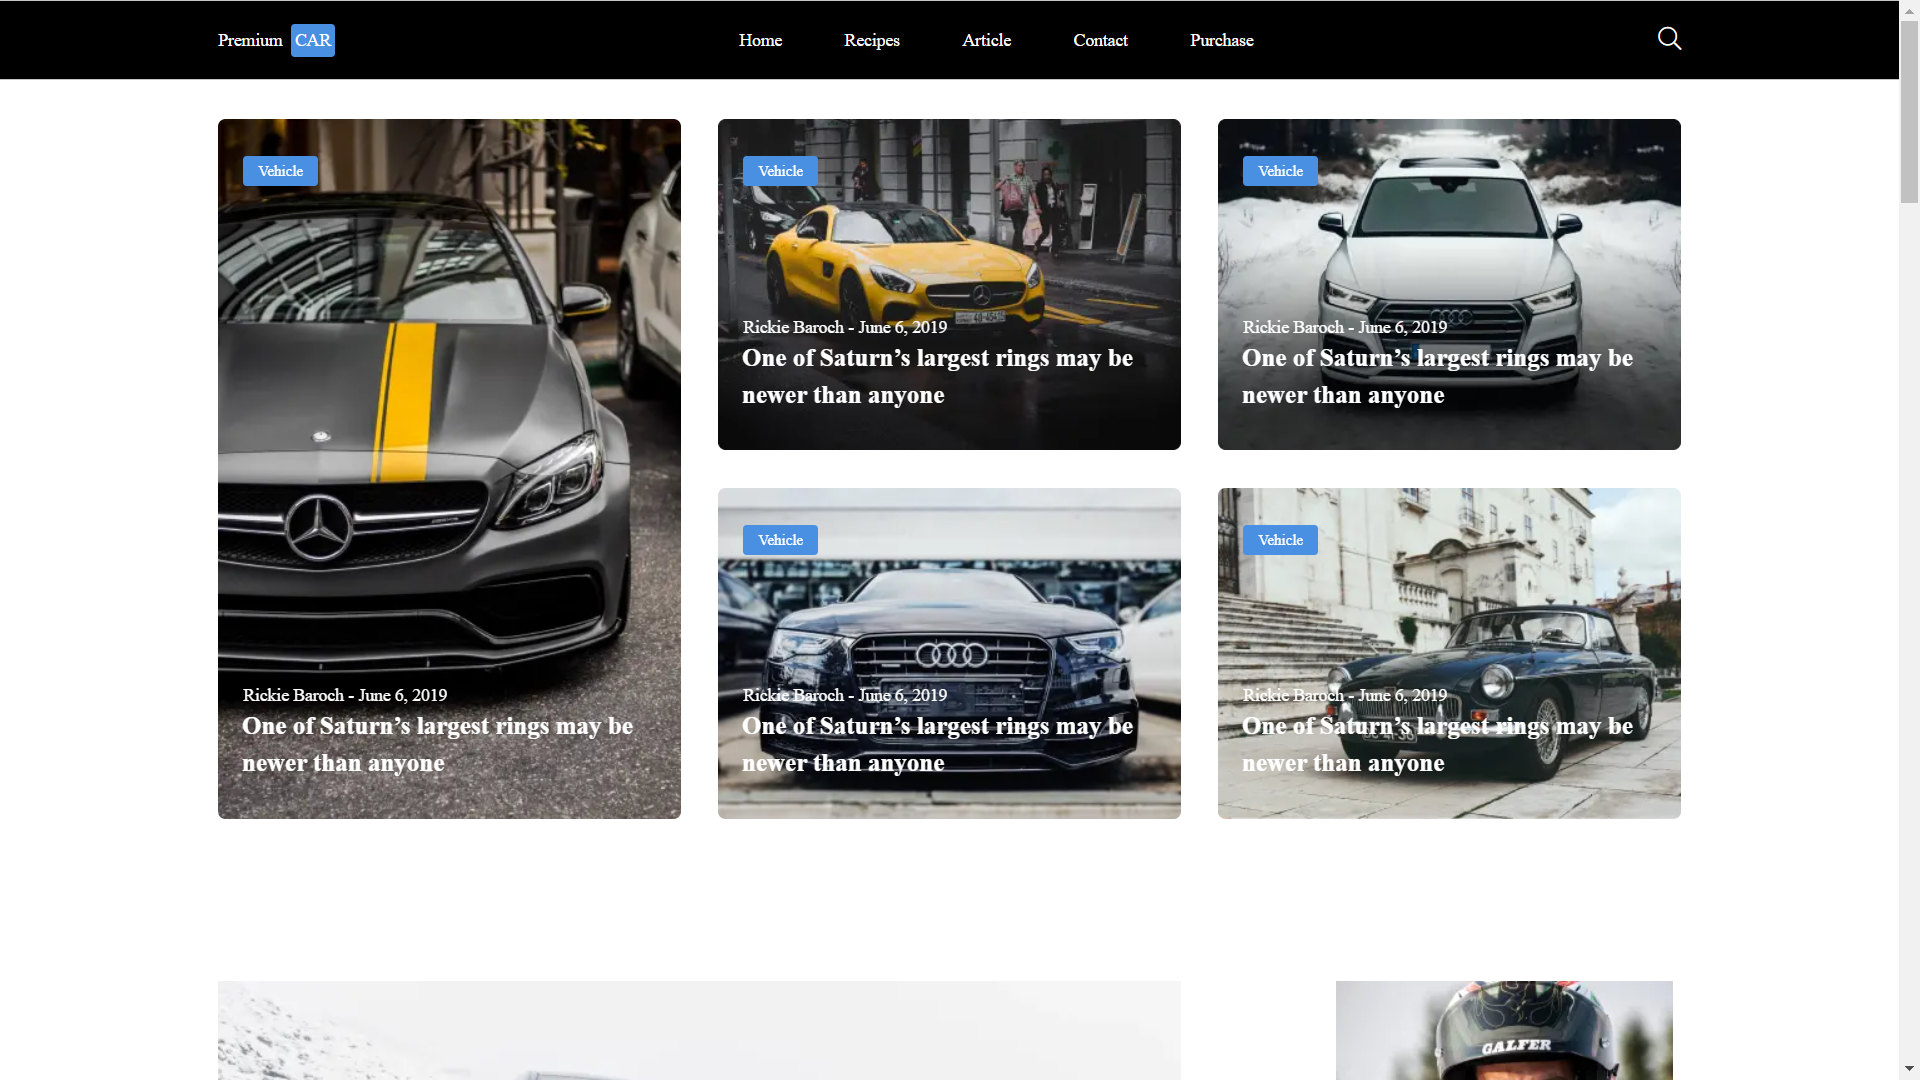 Premium CAR
Home
Recipes
Article
Contact
Purchase
Vehicle
Rickie Baroch - June 6, 2019
One of Saturn’s largest rings may be
newer than anyone
Vehicle
Rickie Baroch - June 6, 2019
One of Saturn’s largest rings may be
newer than anyone
Vehicle
Rickie Baroch - June 6, 2019
One of Saturn’s largest rings may be
newer than anyone
Vehicle
Rickie Baroch - June 6, 2019
One of Saturn’s largest rings may be
newer than anyone
Vehicle
Rickie Baroch - June 6, 2019
One of Saturn’s largest rings may be
newer than anyone
GALFER